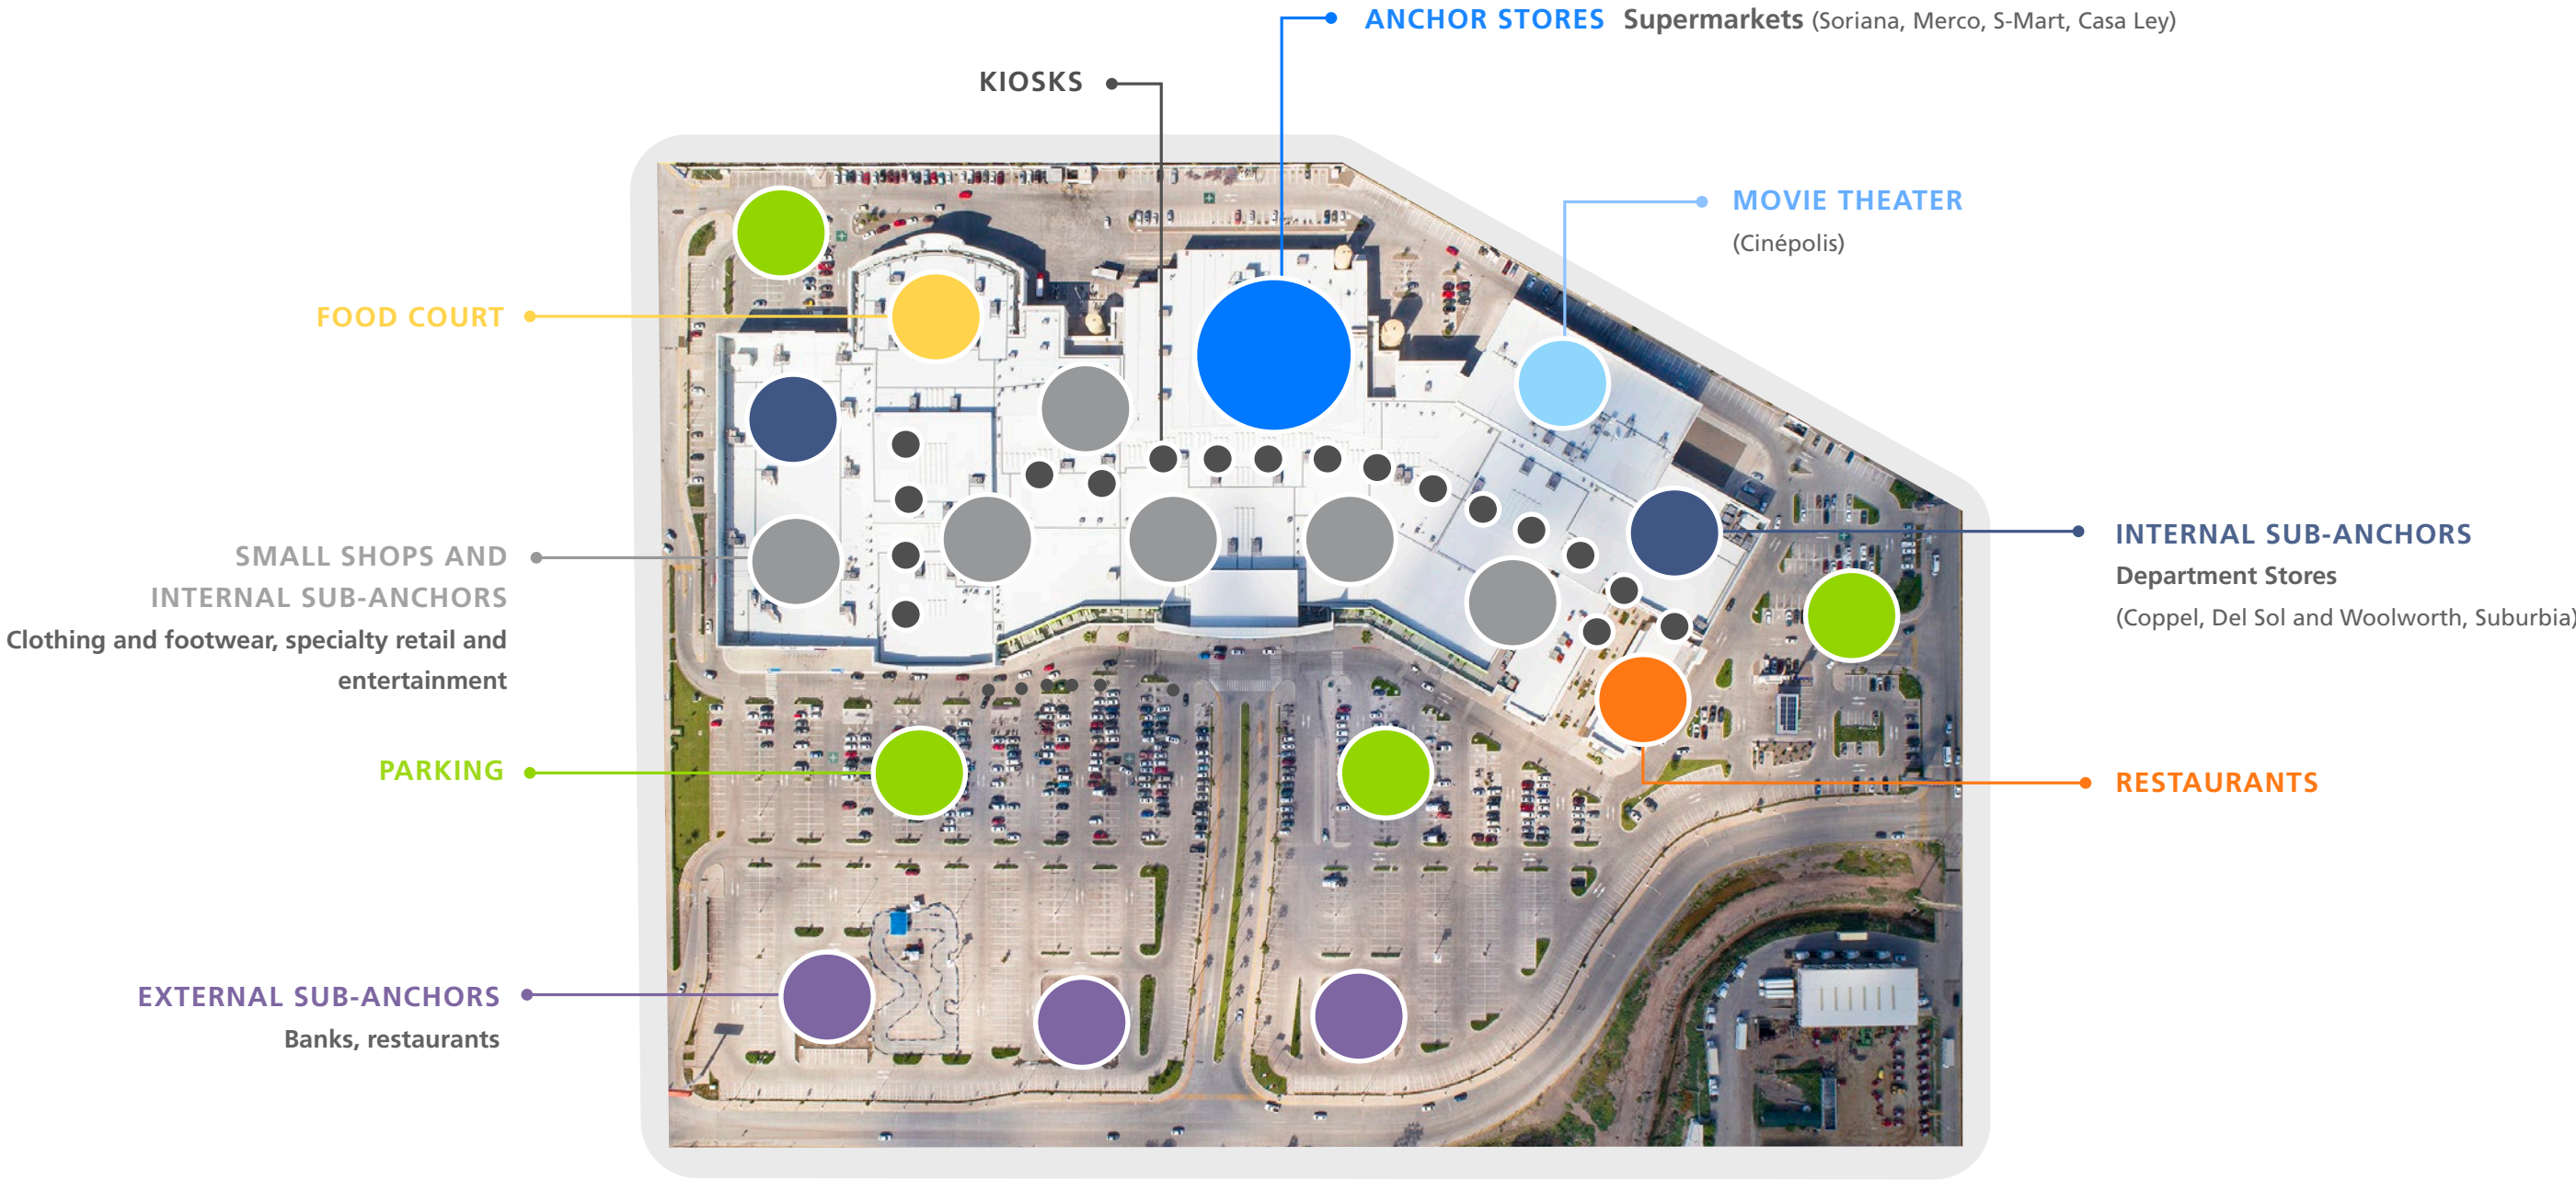 ANCHOR STORES Supermarkets (Soriana, Merco, S-Mart, Casa Ley)
KIOSKS
MOVIE THEATER
(Cinépolis)
FOOD COURT
SMALL SHOPS AND
INTERNAL SUB-ANCHORS
Clothing and footwear, specialty retail and
entertainment
INTERNAL SUB-ANCHORS
Department Stores
(Coppel, Del Sol and Woolworth, Suburbia)
PARKING
RESTAURANTS
EXTERNAL SUB-ANCHORS
Banks, restaurants